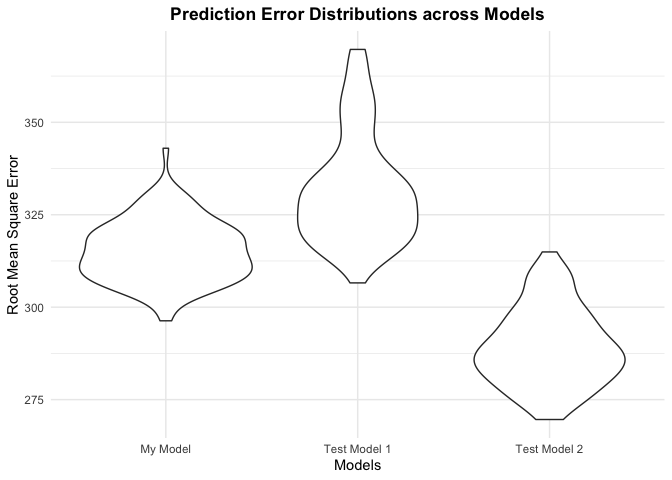 Prediction Error Distributions across Models
Root Mean Square Error
350
325
300
275
My Model
Test Model 1
Test Model 2
Models